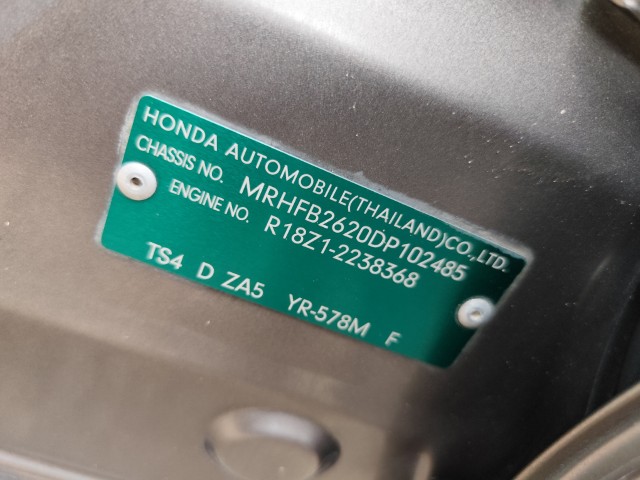 HONDA AUTOMOBILE(THAILAND)CO.,LTD.
CHASSIS NO. MRHFB2620DP102485
ENGINE NO. R18Z1-2238368
TS4 D ZA5 YR-578M F